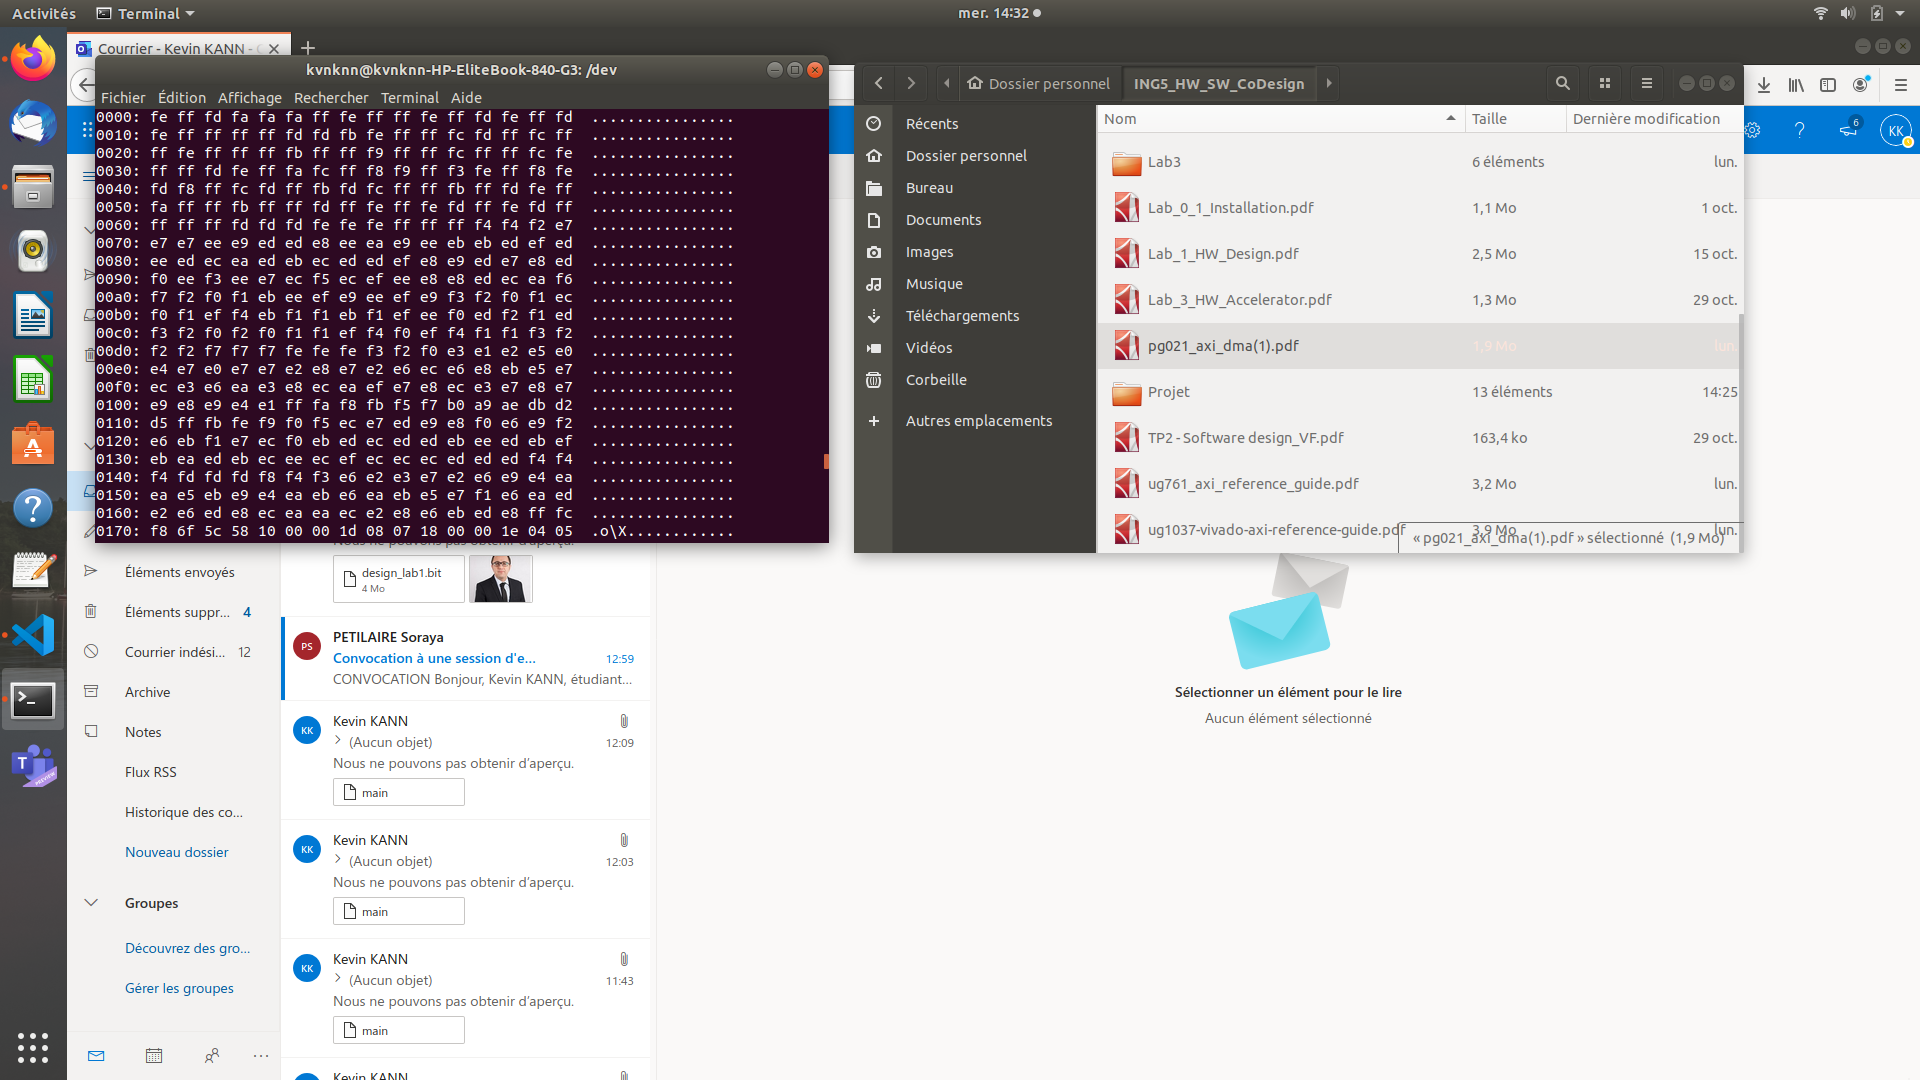 Activités
Terminal
mer. 14:32
Courrier - Kevin KANN -
kvnknn@kvnknn-HP-EliteBook-840-G3: /dev
Fichier Édition Affichage Rechercher Terminal Aide
0000: fe ff fd fa fa fa ff fe ff ff fe ff fd fe ff fd ................
0010: fe ff ff ff fd fd fb fe ff ff fc fd ff fc ff ................
0020: ff fe ff ff ff fb ff ff f9 ff ff fc ff ff fc fe ................
0030: ff ff fd fe ff fa fc ff f8 f9 ff f3 fe ff f8 fe ................
0040: fd f8 ff fc fd ff fb fd fc ff ff fb ff fd fe ff ................
0050: fa ff ff fb ff ff fd ff fe ff fe fd ff fe fd ff ................
0060: ff ff ff fd fd fd fe fe fe ff ff ff f4 f4 f2 e7 ................
0070: e7 e7 ee e9 ed ed e8 ee ea e9 ee eb eb ed ef ed ................
0080: ee ed ec ea ed eb ec ed ed ef e8 e9 ed e7 e8 ed ................
0090: f0 ee f3 ee e7 ec f5 ec ef ee e8 e8 ed ec ea f6 ................
00a0: f7 f2 f0 f1 eb ee ef e9 ee ef e9 f3 f2 f0 f1 ec ................
00b0: f0 f1 ef f4 eb f1 f1 eb f1 ef ee f0 ed f2 f1 ed ................
00c0: f3 f2 f0 f2 f0 f1 f1 ef f4 f0 ef f4 f1 f1 f3 f2 ................
00d0: f2 f2 f7 f7 f7 fe fe fe f3 f2 f0 e3 e1 e2 e5 e0 ................
00e0: e4 e7 e0 e7 e7 e2 e8 e7 e2 e6 ec e6 e8 eb e5 e7 ................
00f0: ec e3 e6 ea e3 e8 ec ea ef e7 e8 ec e3 e7 e8 e7 ................
0100: e9 e8 e9 e4 e1 ff fa f8 fb f5 f7 b0 a9 ae db d2 ................
0110: d5 ff fb fe f9 f0 f5 ec e7 ed e9 e8 f0 e6 e9 f2 ................
0120: e6 eb f1 e7 ec f0 eb ed ec ed ed eb ee ed eb ef ................
0130: eb ea ed eb ec ee ec ef ec ec ec ed ed ed f4 f4 ................
0140: f4 fd fd fd f8 f4 f3 e6 e2 e3 e7 e2 e6 e9 e4 ea ................
0150: ea e5 eb e9 e4 ea eb e6 ea eb e5 e7 f1 e6 ea ed ................
0160: e2 e6 ed e8 ec ea ea ec e2 e8 e6 eb ed e8 ff fc ................
0170: f8 6f 5c 58 10 00 00 1d 08 07 18 00 00 1e 04 05 .o\X............
Dossier personnel
ING5_HW_SW_CoDesign
Récents
Dossier personnel
Bureau
Documents
Images
Musique
Téléchargements
Vidéos
Corbeille
Autres emplacements
Nom Taille Dernière modification
Lab3 6 éléments lun.
Lab_0_1_Installation.pdf 1,1 Mo 1 oct.
Lab_1_HW_Design.pdf 2,5 Mo 15 oct.
Lab_3_HW_Accelerator.pdf 1,3 Mo 29 oct.
pg021_axi_dma(1).pdf 1,9 Mo lun.
Projet 13 éléments 14:25
TP2 - Software design_VF.pdf 163,4 ko 29 oct.
ug761_axi_reference_guide.pdf 3,2 Mo lun.
ug1037-vivado-axi-reference-guide.pdf 3,9 Mo lun.
« pg021_axi_dma(1).pdf » sélectionné (1,9 Mo)
6
KK
Éléments envoyés
Éléments suppr... 4
Courrier indési... 12
Archive
Notes
Flux RSS
Historique des co...
Nouveau dossier
Groupes
Découvrez des gro...
Gérer les groupes
Nous ne pouvons pas obtenir d'aperçu.
design_lab1.bit
4 Mo
PS
PETILAIRE Soraya
Convocation à une session d'e... 12:59
CONVOCATION Bonjour, Kevin KANN, étudiant...
KK
Kevin KANN
(Aucun objet) 12:09
Nous ne pouvons pas obtenir d'aperçu.
main
KK
Kevin KANN
(Aucun objet) 12:03
Nous ne pouvons pas obtenir d'aperçu.
main
KK
Kevin KANN
(Aucun objet) 11:43
Nous ne pouvons pas obtenir d'aperçu.
main
Kevin KANN
Sélectionner un élément pour le lire
Aucun élément sélectionné